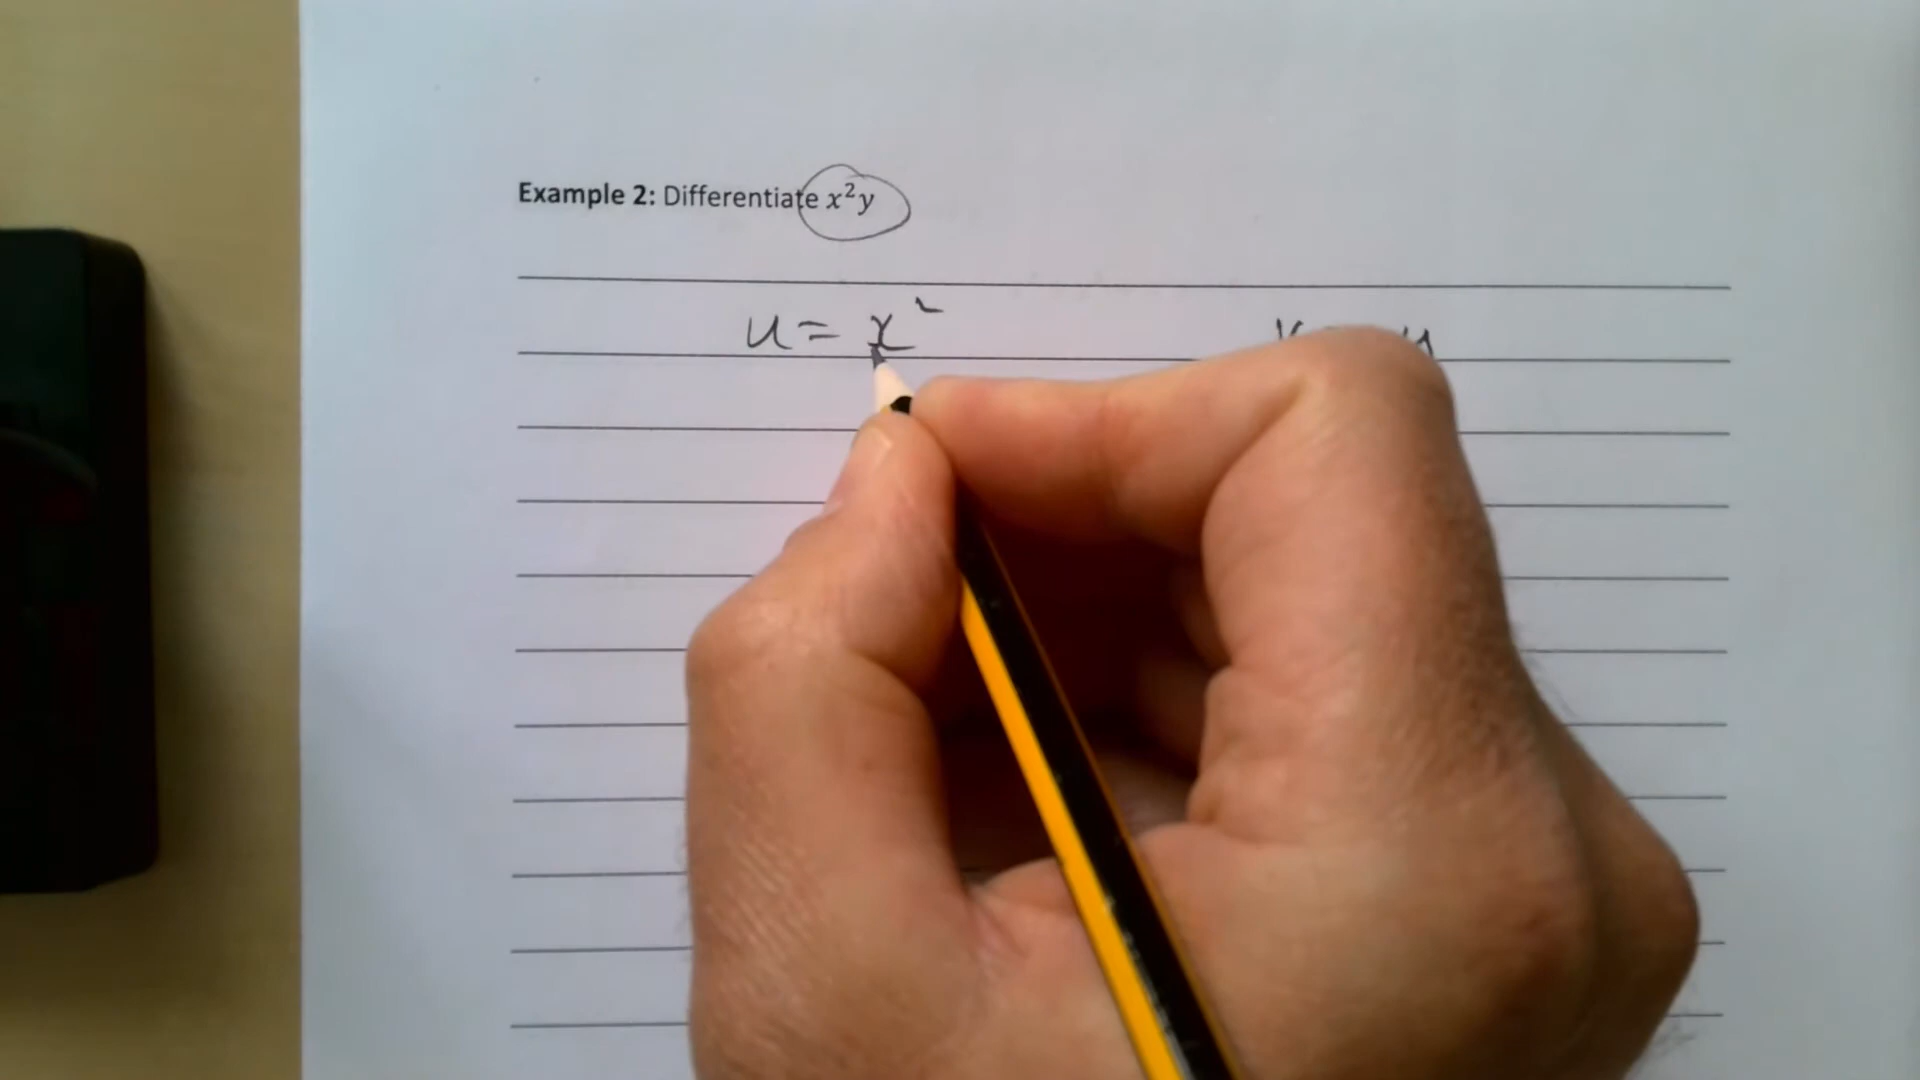 Example 2: Differentiate x²y
u = x²